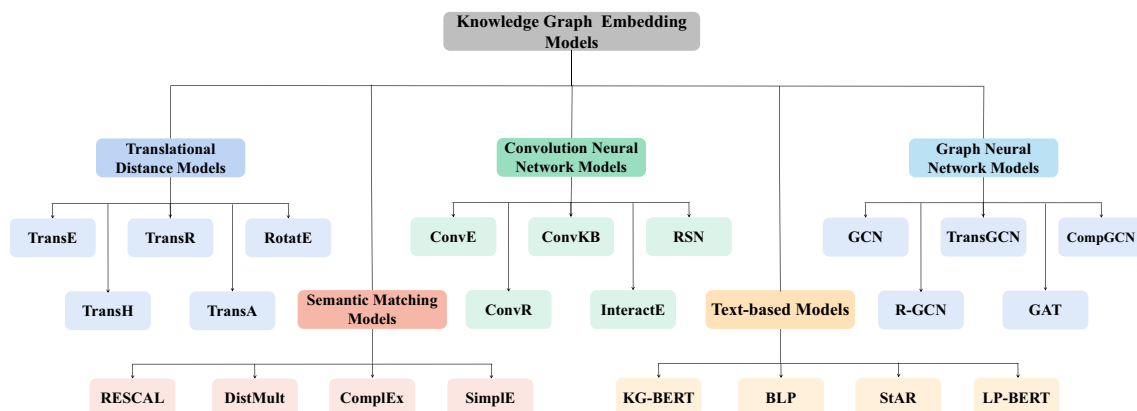 Knowledge Graph Embedding
Models
Translational
Distance Models
Convolution Neural
Network Models
Graph Neural
Network Models
TransE
TransR
RotatE
ConvE
ConvKB
RSN
GCN
TransGCN
CompGCN
TransH
TransA
Semantic Matching
Models
ConvR
InteractE
Text-based Models
R-GCN
GAT
RESCAL
DistMult
ComplEx
SimplE
KG-BERT
BLP
StAR
LP-BERT